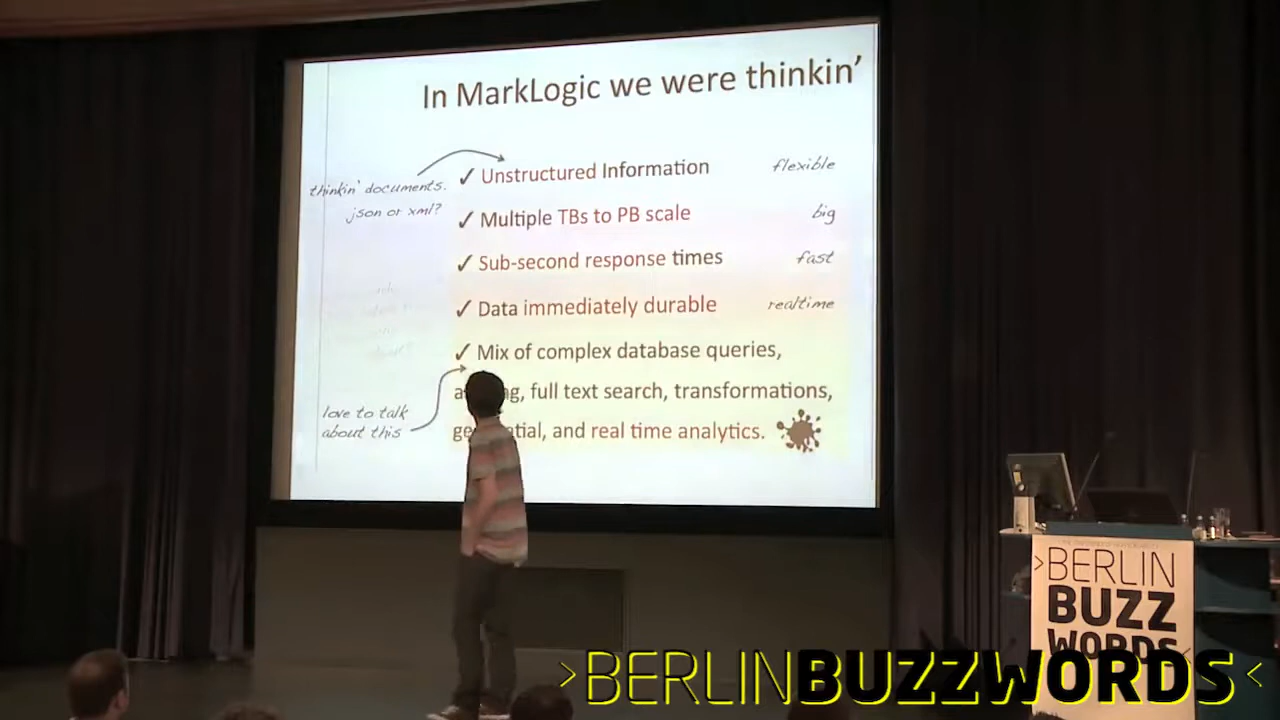 In MarkLogic we were thinkin'
✓ Unstructured Information
flexible
thinkin' documents.
json or xml?
✓ Multiple TBs to PB scale
big
✓ Sub-second response times
fast
✓ Data immediately durable
realtime
✓ Mix of complex database queries,
full text search, transformations,
and real time analytics.
love to talk
about this
>BERLIN
BUZZ
WORDS<
>BERLINBUZZWORDS<